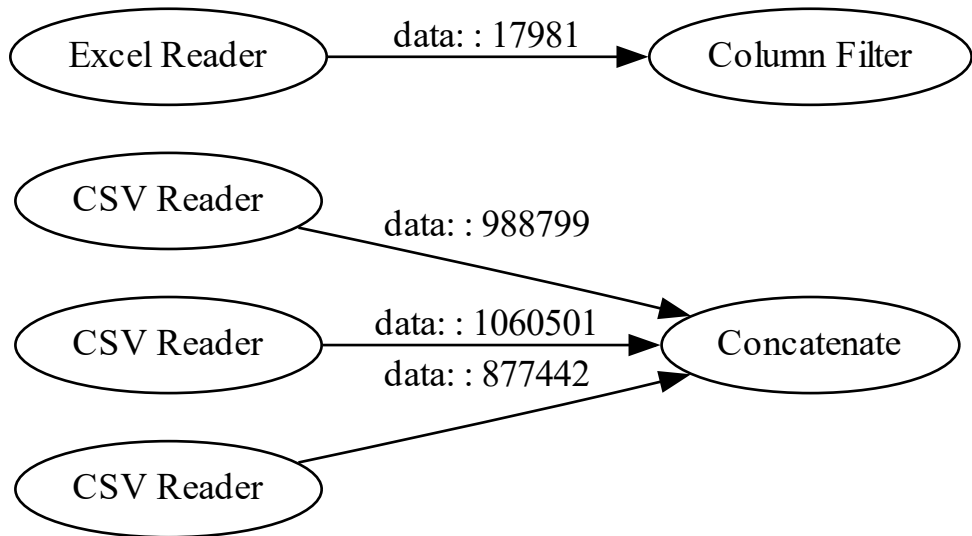 Excel Reader
data: : 17981
Column Filter
CSV Reader
data: : 988799
CSV Reader
data: : 1060501
Concatenate
data: : 877442
CSV Reader